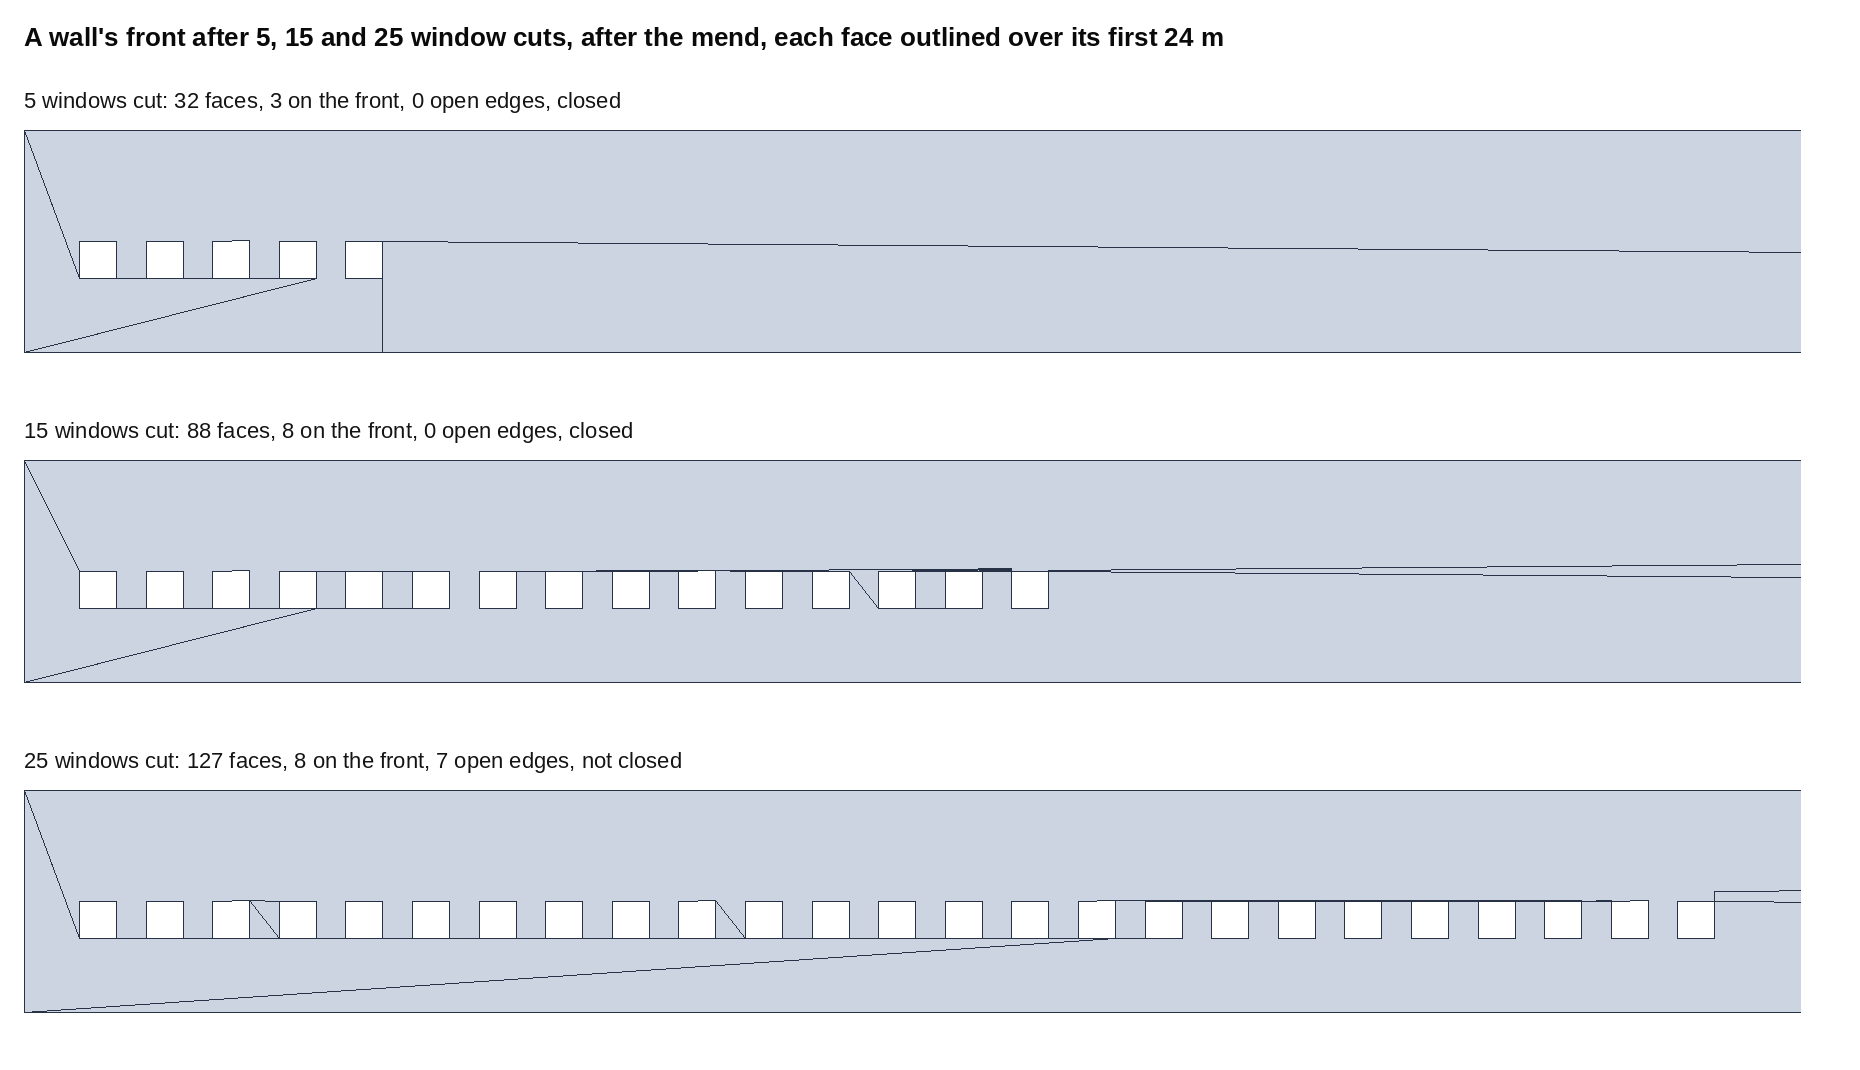 A wall's front after 5, 15 and 25 window cuts, after the mend, each face outlined over its first 24 m
5 windows cut: 32 faces, 3 on the front, 0 open edges, closed
15 windows cut: 88 faces, 8 on the front, 0 open edges, closed
25 windows cut: 127 faces, 8 on the front, 7 open edges, not closed